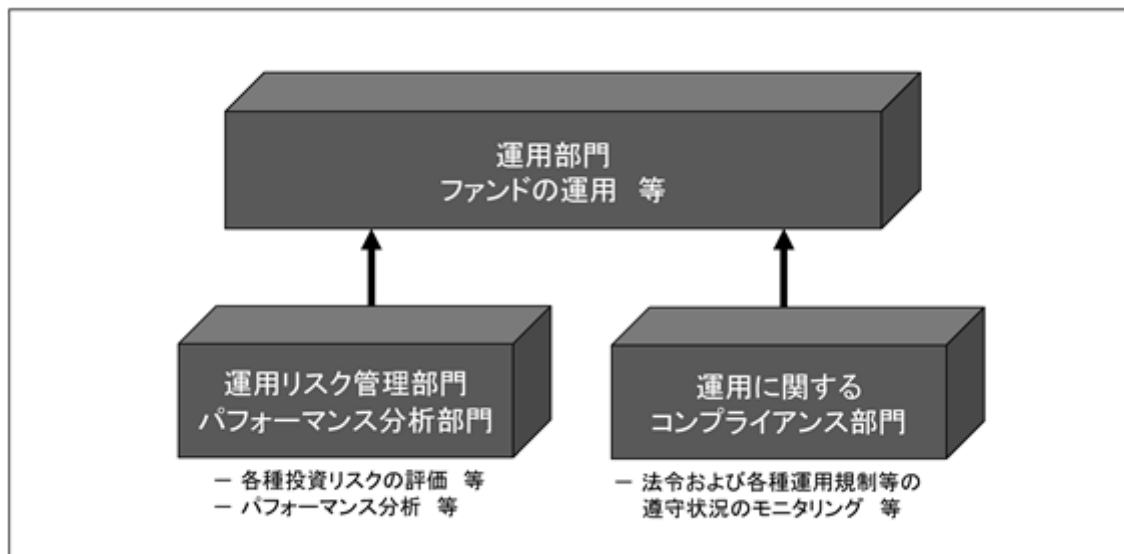 運用部門
ファンドの運用 等
運用リスク管理部門
パフォーマンス分析部門
運用に関する
コンプライアンス部門
－ 各種投資リスクの評価 等
－ パフォーマンス分析 等
－ 法令および各種運用規制等の
遵守状況のモニタリング 等